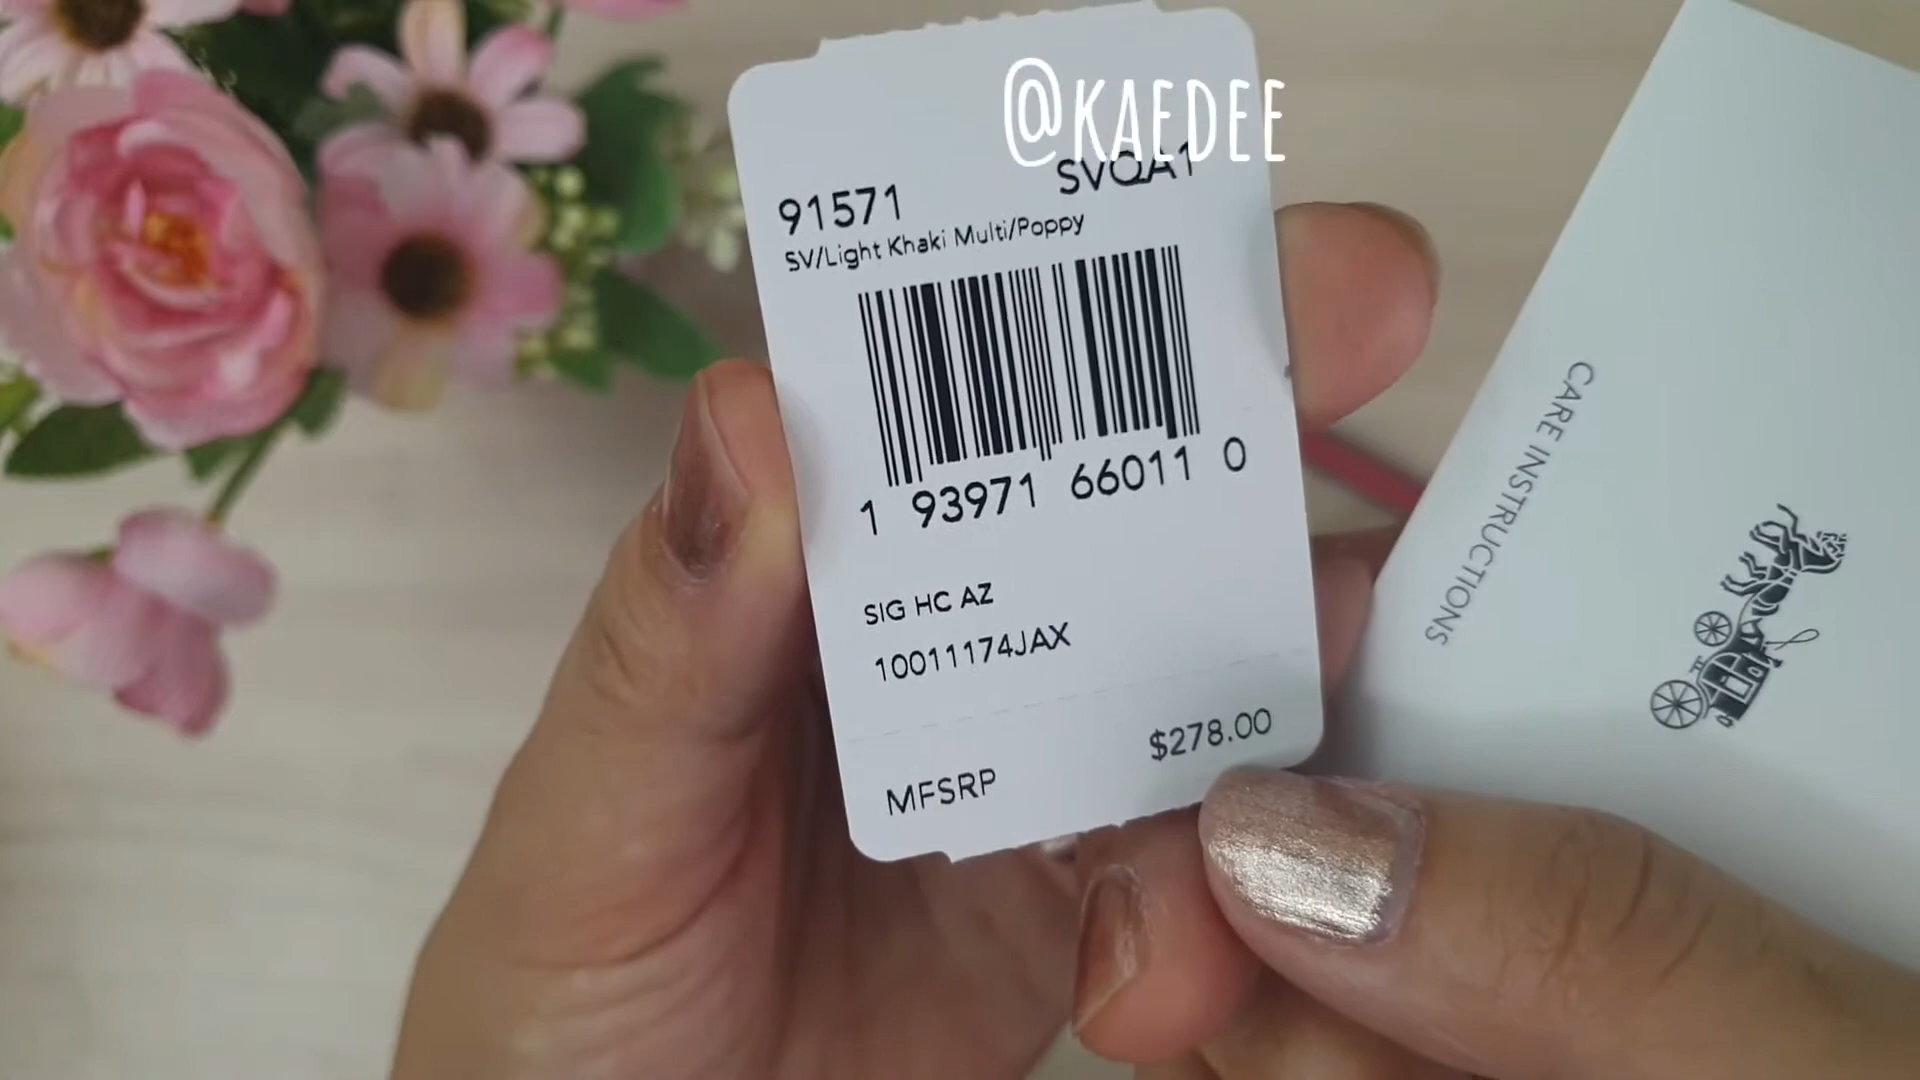 @KAEDEE
91571 SVQA1
SV/Light Khaki Multi/Poppy
1 93971 66011 0
SIG HC AZ
10011174JAX
MFSRP $278.00
CARE INSTRUCTIONS